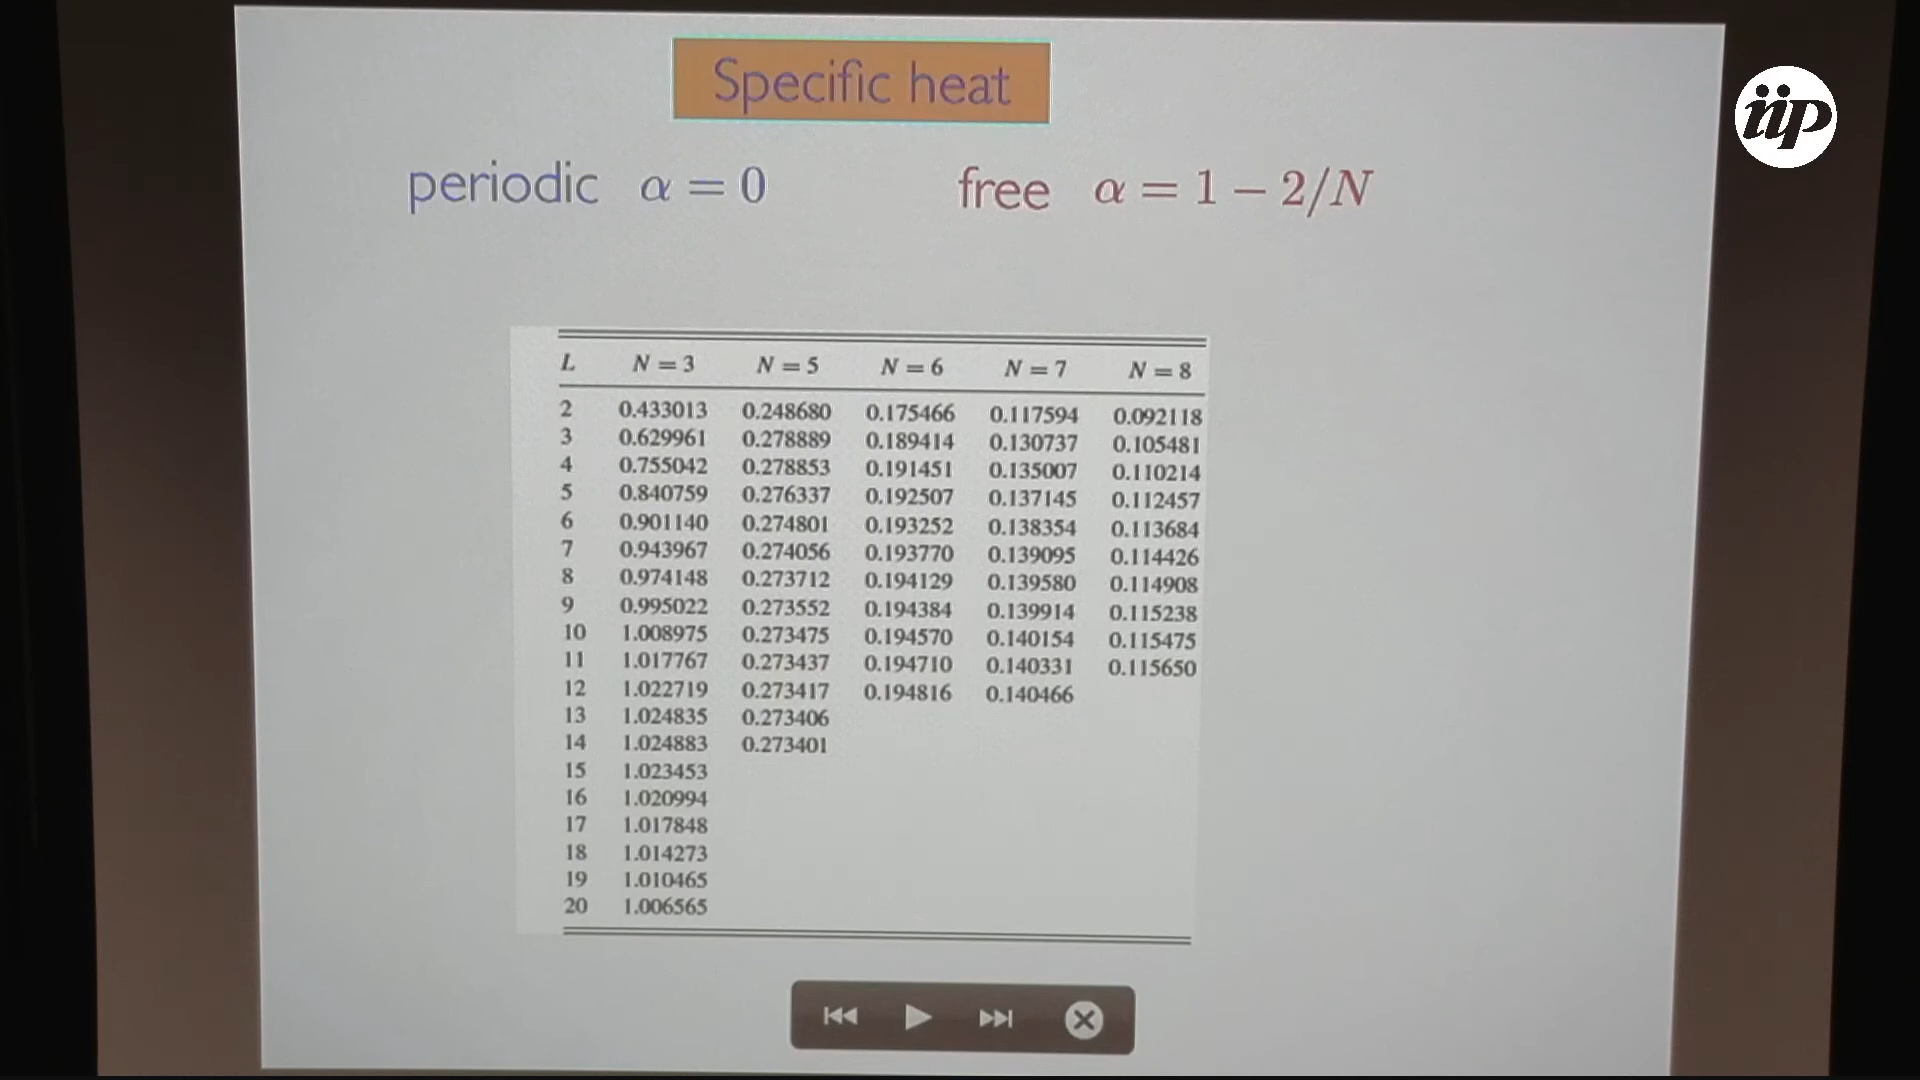 Specific heat
iip
periodic α = 0 free α = 1 − 2/N
L N = 3 N = 5 N = 6 N = 7 N = 8
2 0.433013 0.248680 0.175466 0.117594 0.092118
3 0.629961 0.278889 0.189414 0.130737 0.105481
4 0.755042 0.278853 0.191451 0.135007 0.110214
5 0.840759 0.276337 0.192507 0.137145 0.112457
6 0.901140 0.274801 0.193252 0.138354 0.113684
7 0.943967 0.274056 0.193770 0.139095 0.114426
8 0.974148 0.273712 0.194129 0.139580 0.114908
9 0.995022 0.273552 0.194384 0.139914 0.115238
10 1.008975 0.273475 0.194570 0.140154 0.115475
11 1.017767 0.273437 0.194710 0.140331 0.115650
12 1.022719 0.273417 0.194816 0.140466
13 1.024835 0.273406
14 1.024883 0.273401
15 1.023453
16 1.020994
17 1.017848
18 1.014273
19 1.010465
20 1.006565